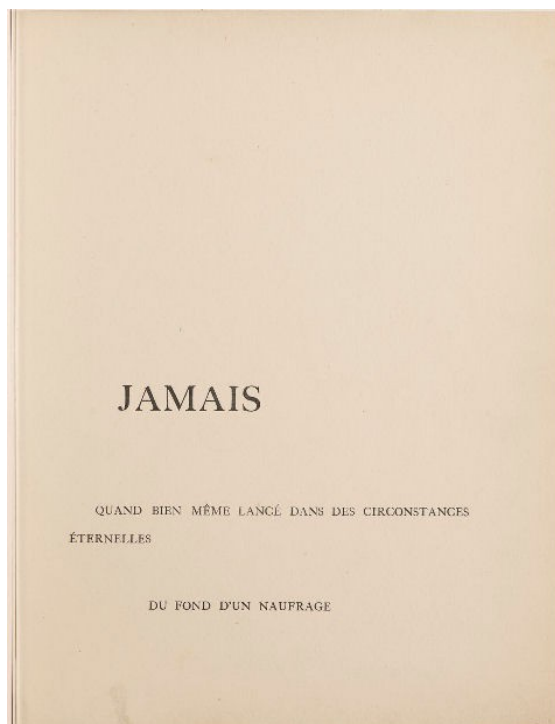 JAMAIS
QUAND BIEN MÊME LANCÉ DANS DES CIRCONSTANCES
ÉTERNELLES
DU FOND D'UN NAUFRAGE